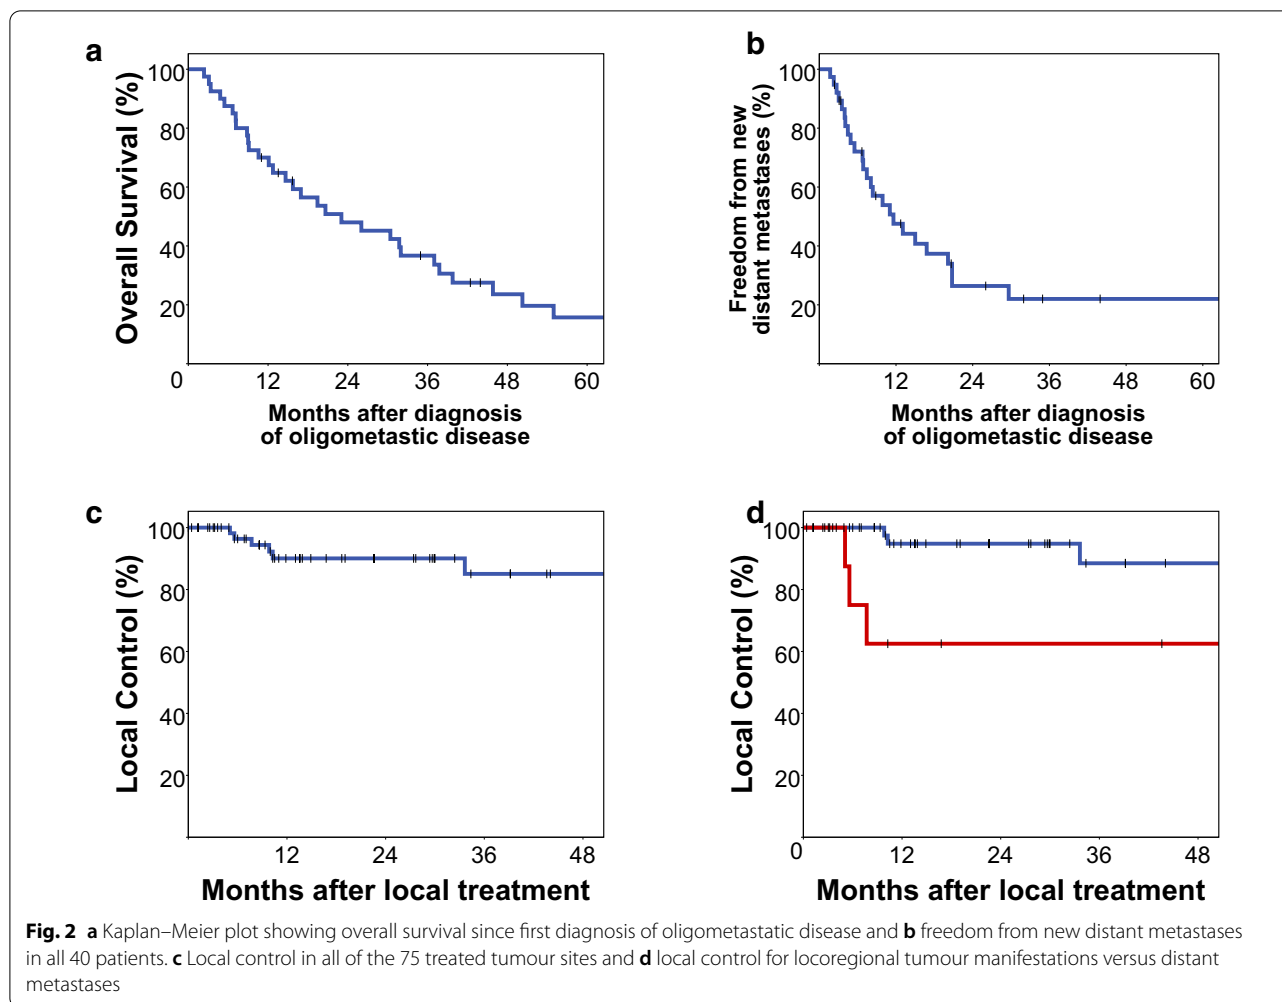 a
Overall Survival (%)
100
80
60
40
20
0
12
24
36
48
60
Months after diagnosis
of oligometastic disease
b
Freedom from new
distant metastases (%)
100
80
60
40
20
12
24
36
48
60
Months after diagnosis
of oligometastic disease
c
Local Control (%)
100
80
60
40
20
12
24
36
48
Months after local treatment
d
Local Control (%)
100
80
60
40
20
0
12
24
36
48
Months after local treatment
Fig. 2 a Kaplan–Meier plot showing overall survival since first diagnosis of oligometastatic disease and b freedom from new distant metastases
in all 40 patients. c Local control in all of the 75 treated tumour sites and d local control for locoregional tumour manifestations versus distant
metastases